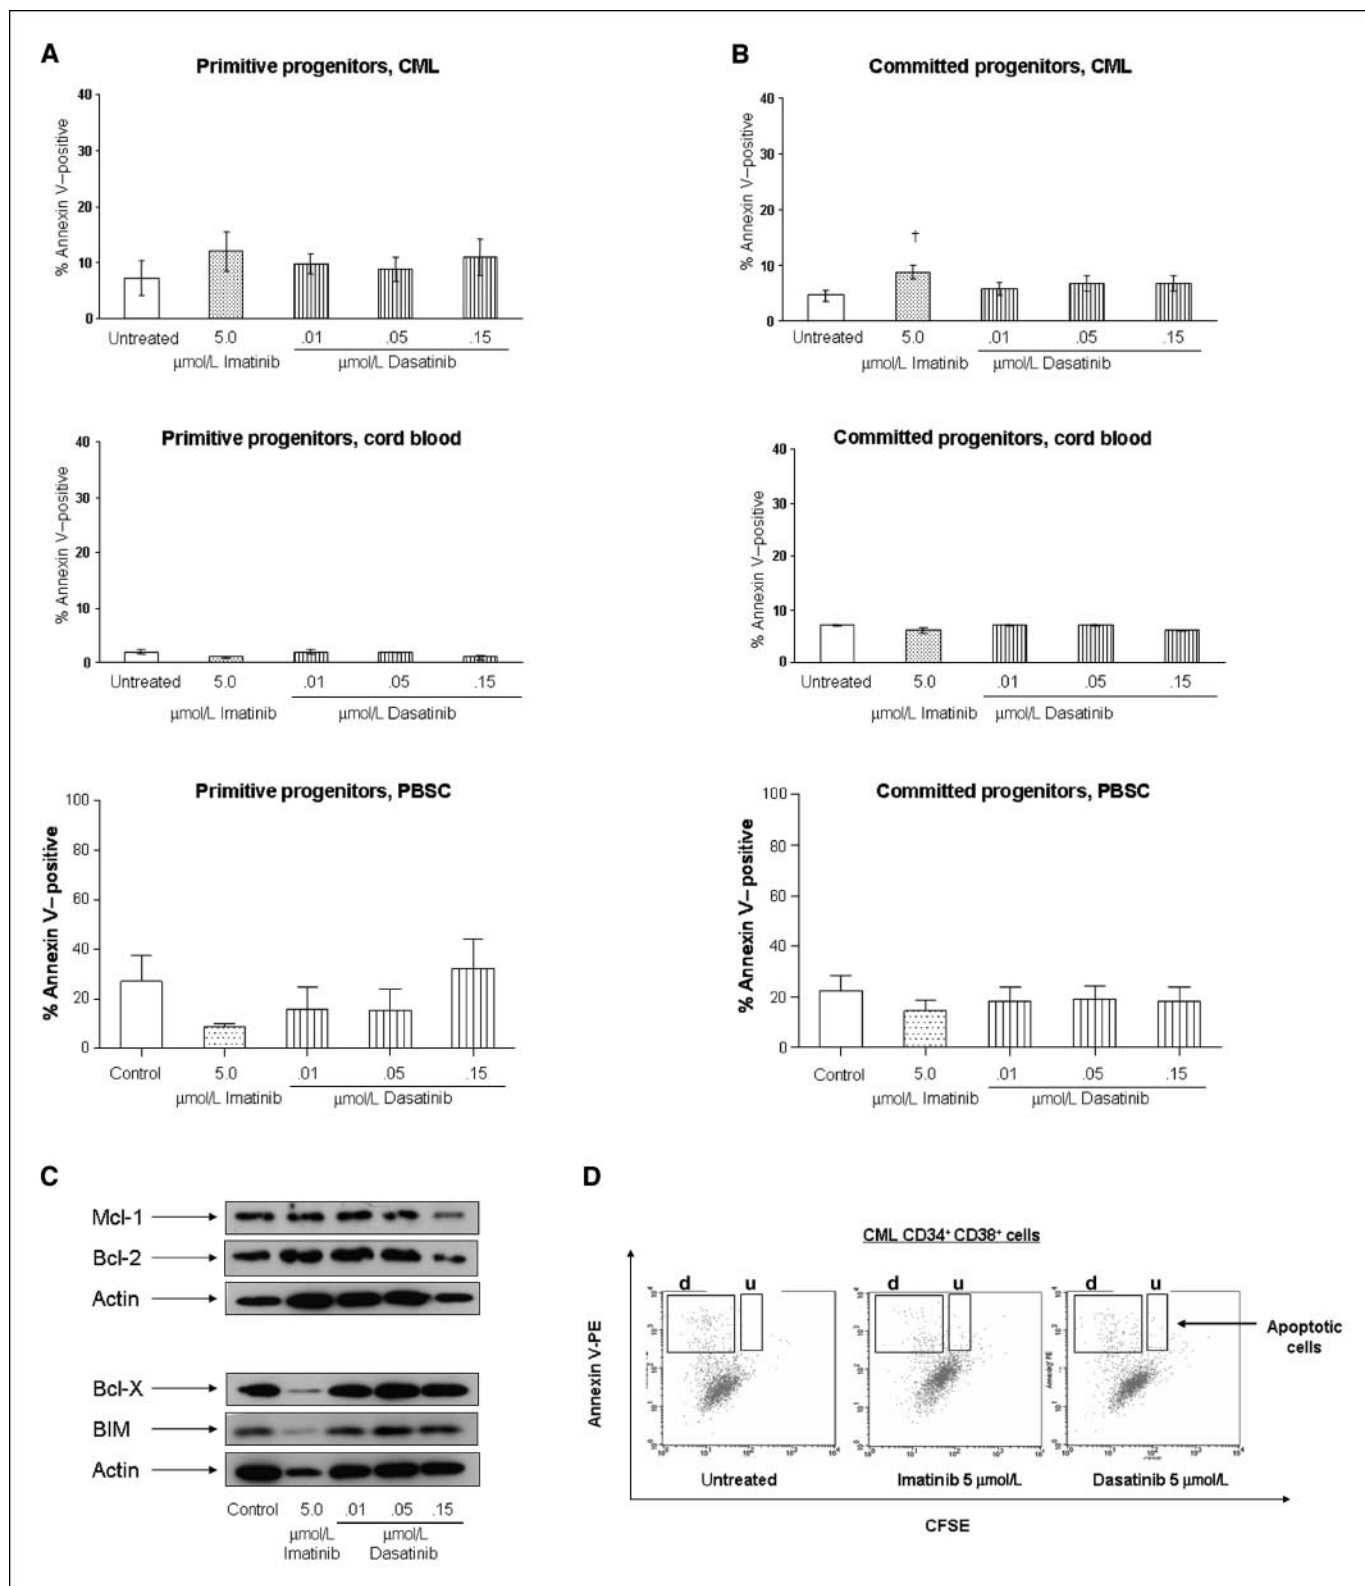 A
Primitive progenitors, CML
% Annexin V–positive
40
30
20
10
0
Untreated 5.0 .01 .05 .15
µmol/L Imatinib µmol/L Dasatinib
B
Committed progenitors, CML
% Annexin V–positive
40
30
20
10
0
†
Untreated 5.0 .01 .05 .15
µmol/L Imatinib µmol/L Dasatinib
Primitive progenitors, cord blood
% Annexin V–positive
40
30
20
10
0
Untreated 5.0 .01 .05 .15
µmol/L Imatinib µmol/L Dasatinib
Committed progenitors, cord blood
% Annexin V–positive
40
30
20
10
0
Untreated 5.0 .01 .05 .15
µmol/L Imatinib µmol/L Dasatinib
Primitive progenitors, PBSC
% Annexin V–positive
100
80
60
40
20
0
Control 5.0 .01 .05 .15
µmol/L Imatinib µmol/L Dasatinib
Committed progenitors, PBSC
% Annexin V–positive
100
80
60
40
20
0
Control 5.0 .01 .05 .15
µmol/L Imatinib µmol/L Dasatinib
C
Mcl-1
Bcl-2
Actin
Bcl-X
BIM
Actin
Control 5.0 .01 .05 .15
µmol/L µmol/L
Imatinib Dasatinib
D
CML CD34⁺ CD38⁺ cells
d u d u d u
Annexin V-PE
Apoptotic
cells
Untreated Imatinib 5 µmol/L Dasatinib 5 µmol/L
CFSE